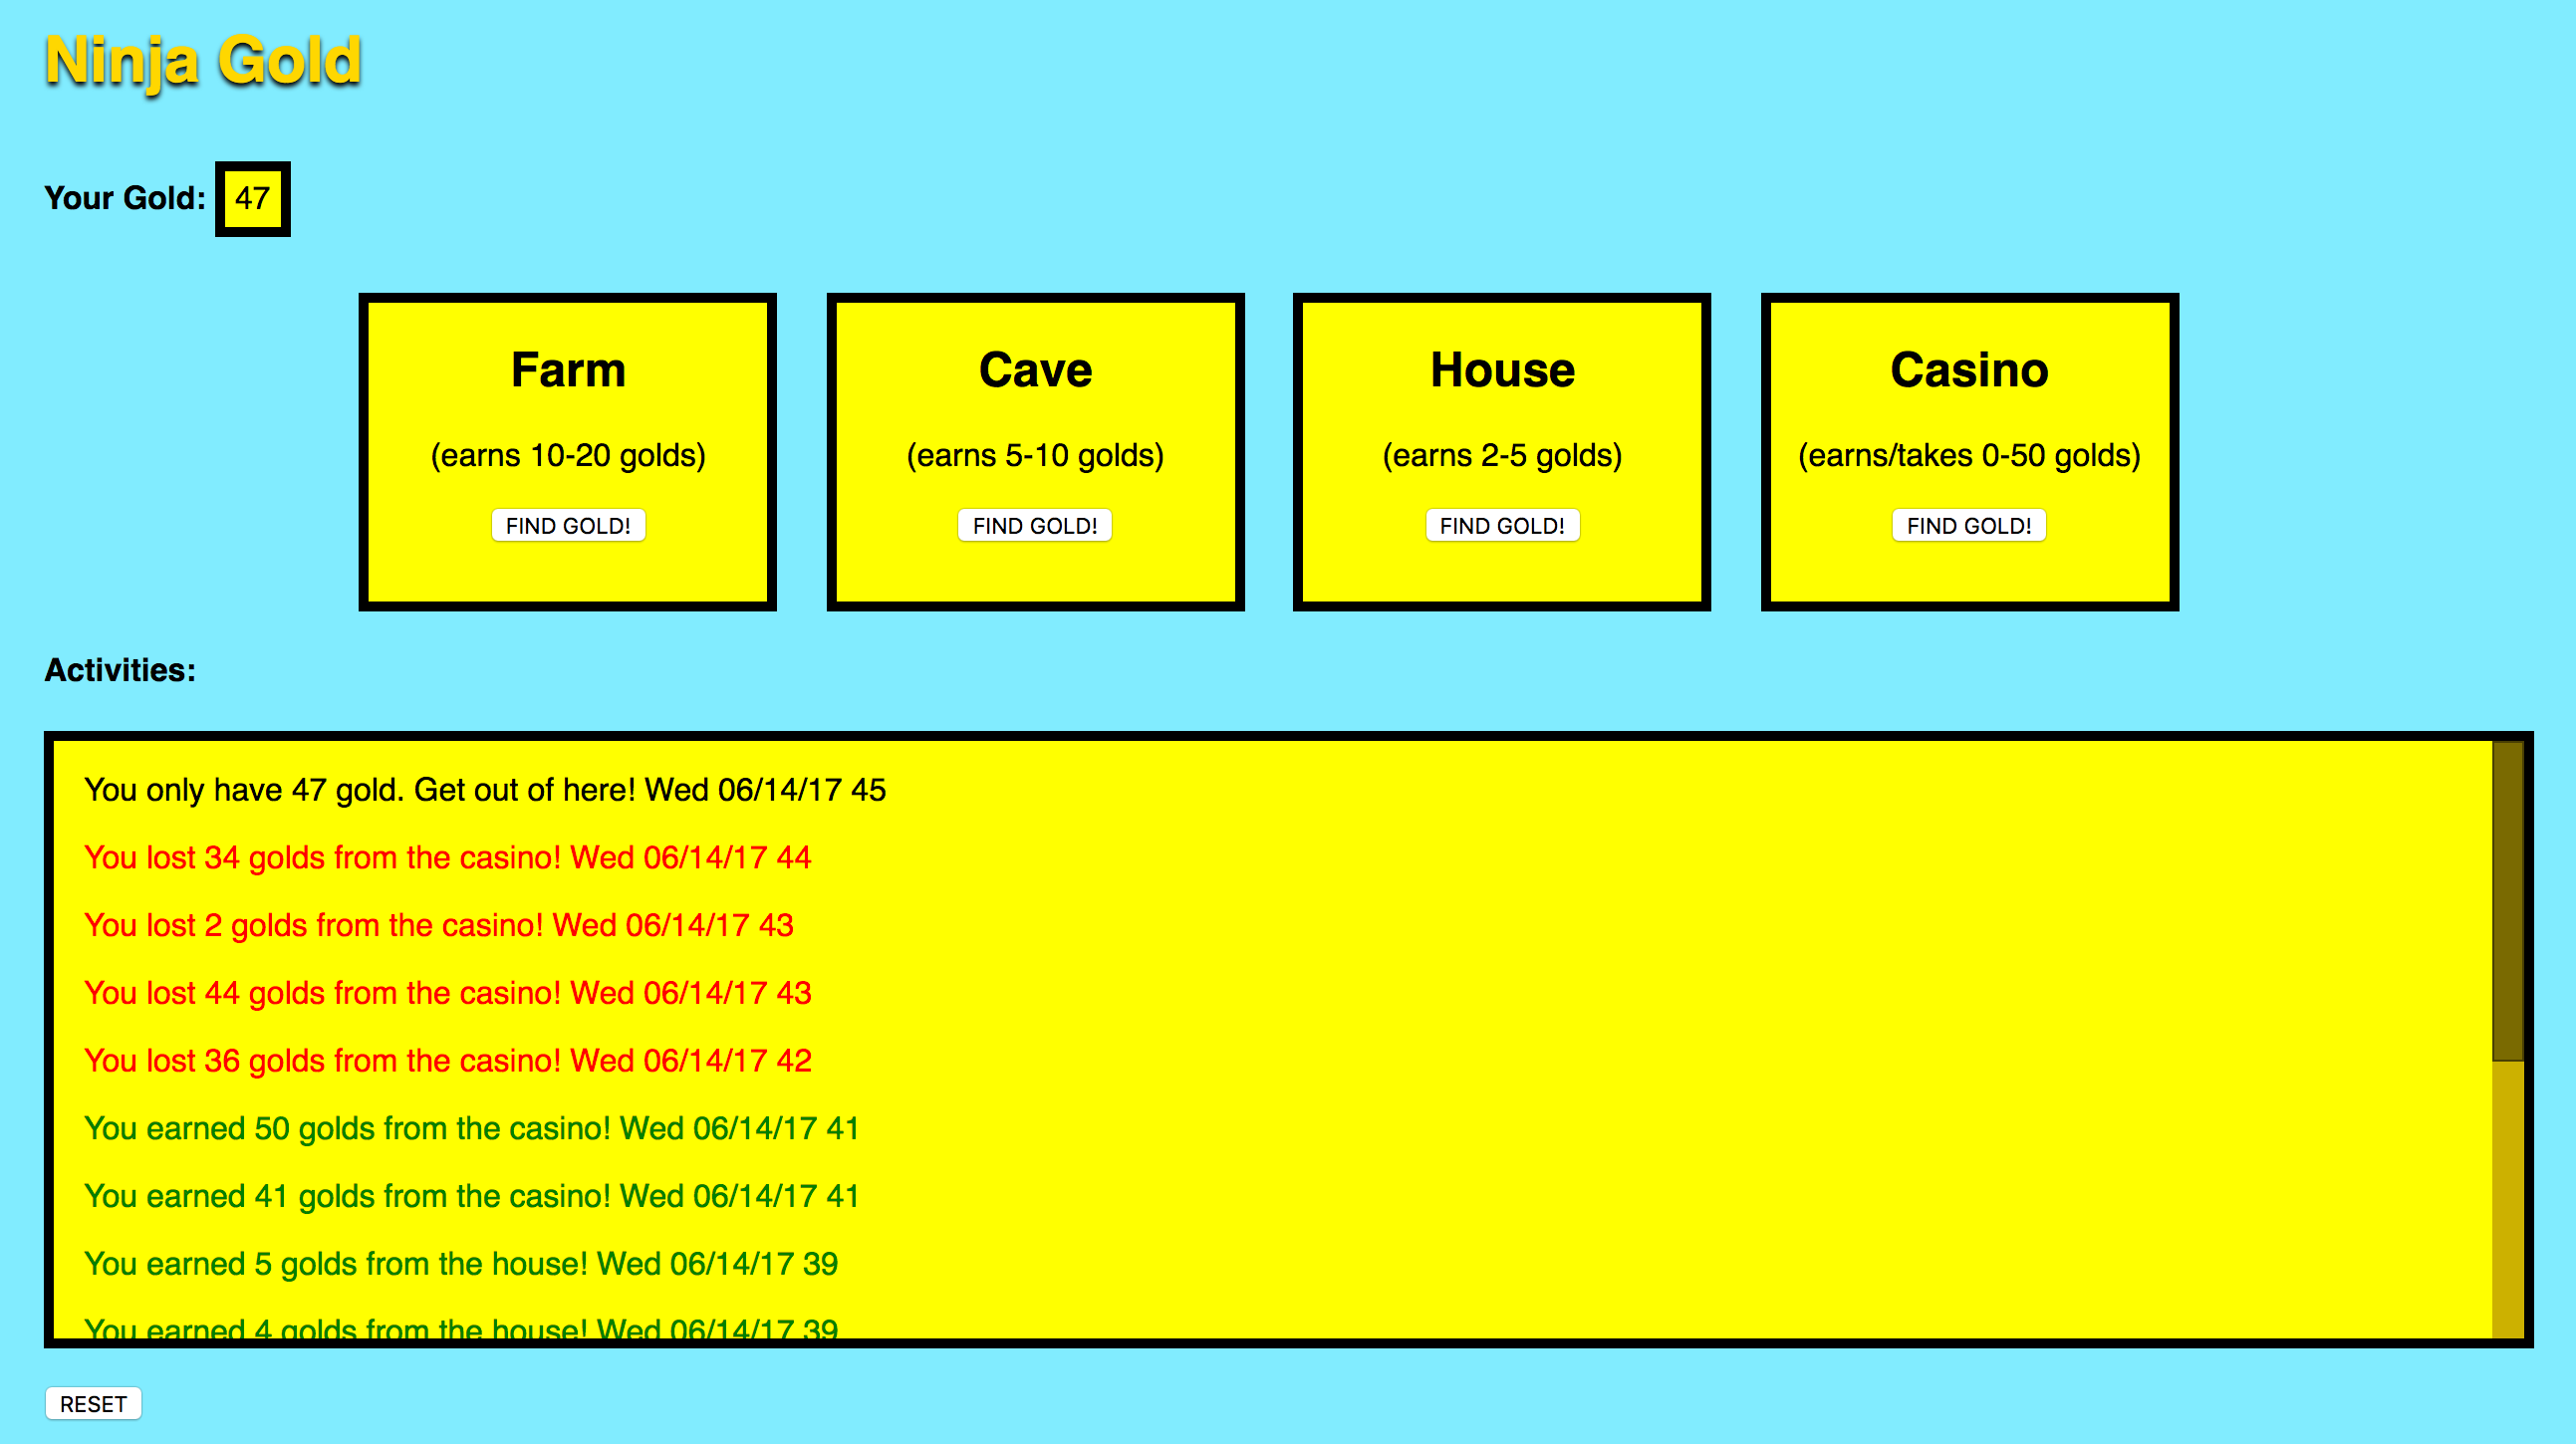 Ninja Gold
Your Gold: 47
Farm
(earns 10-20 golds)
FIND GOLD!
Cave
(earns 5-10 golds)
FIND GOLD!
House
(earns 2-5 golds)
FIND GOLD!
Casino
(earns/takes 0-50 golds)
FIND GOLD!
Activities:
You only have 47 gold. Get out of here! Wed 06/14/17 45
You lost 34 golds from the casino! Wed 06/14/17 44
You lost 2 golds from the casino! Wed 06/14/17 43
You lost 44 golds from the casino! Wed 06/14/17 43
You lost 36 golds from the casino! Wed 06/14/17 42
You earned 50 golds from the casino! Wed 06/14/17 41
You earned 41 golds from the casino! Wed 06/14/17 41
You earned 5 golds from the house! Wed 06/14/17 39
You earned 4 golds from the house! Wed 06/14/17 39
RESET